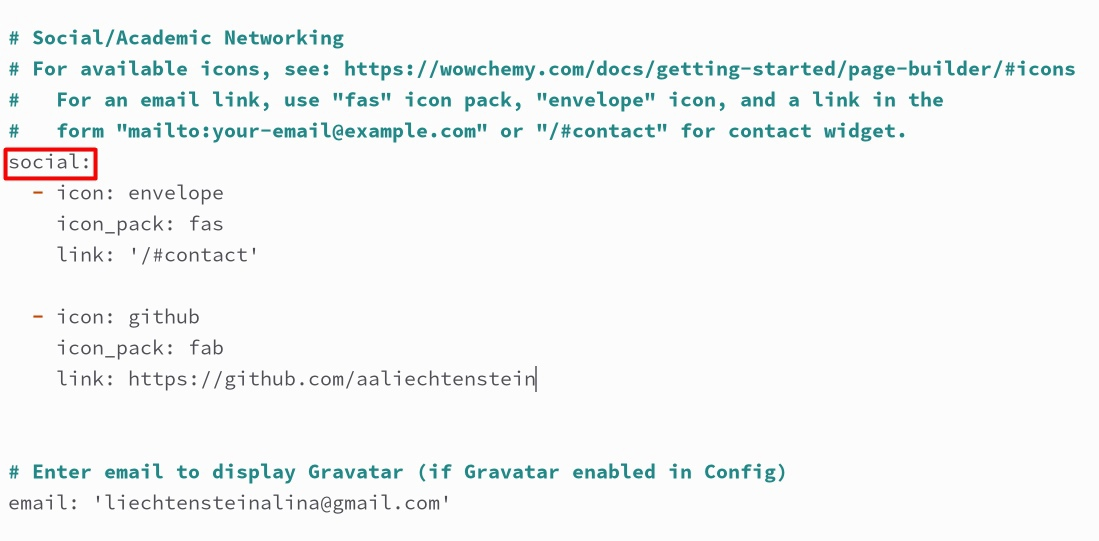 # Social/Academic Networking
# For available icons, see: https://wowchemy.com/docs/getting-started/page-builder/#icons
#   For an email link, use "fas" icon pack, "envelope" icon, and a link in the
#   form "mailto:your-email@example.com" or "/#contact" for contact widget.
social:
  - icon: envelope
    icon_pack: fas
    link: '/#contact'
  - icon: github
    icon_pack: fab
    link: https://github.com/aaliechtenstein
# Enter email to display Gravatar (if Gravatar enabled in Config)
email: 'liechtensteinalina@gmail.com'